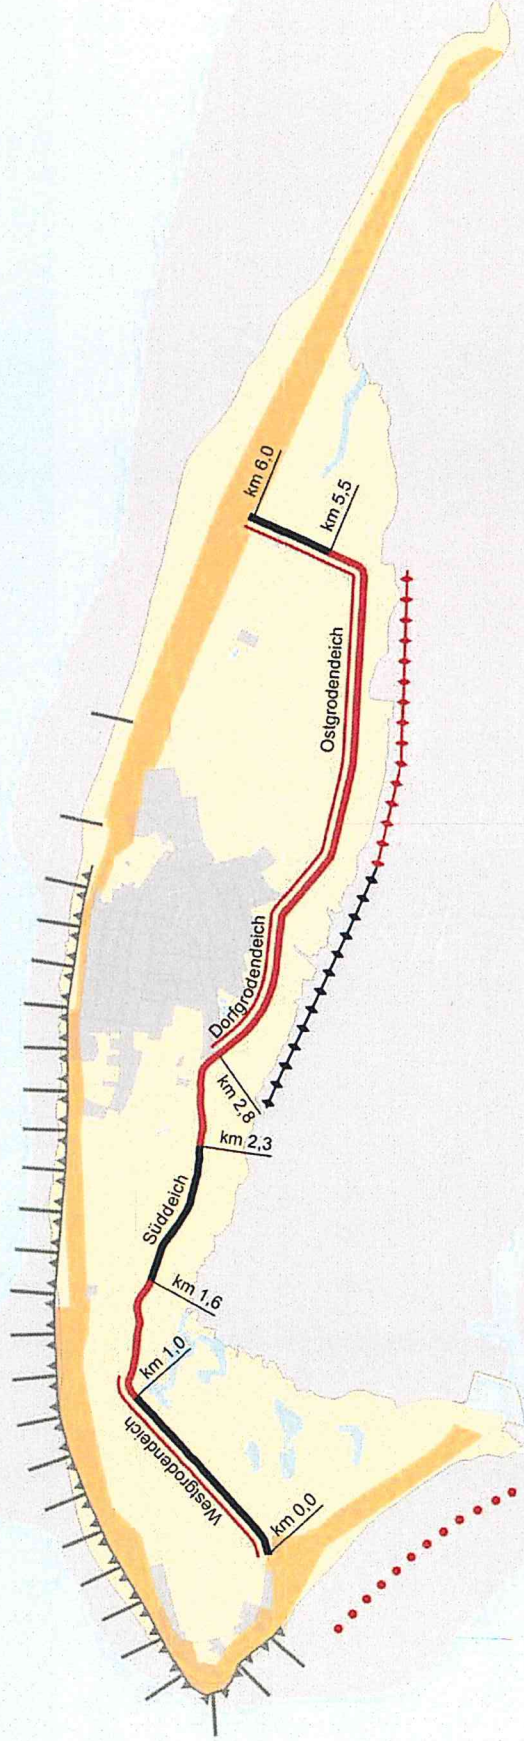 km 6,0
km 5,5
Ostgrodendeich
Dorfgrodendeich
km 2,8
km 2,3
Süddeich
km 1,6
km 1,0
Westgrodendeich
km 0,0